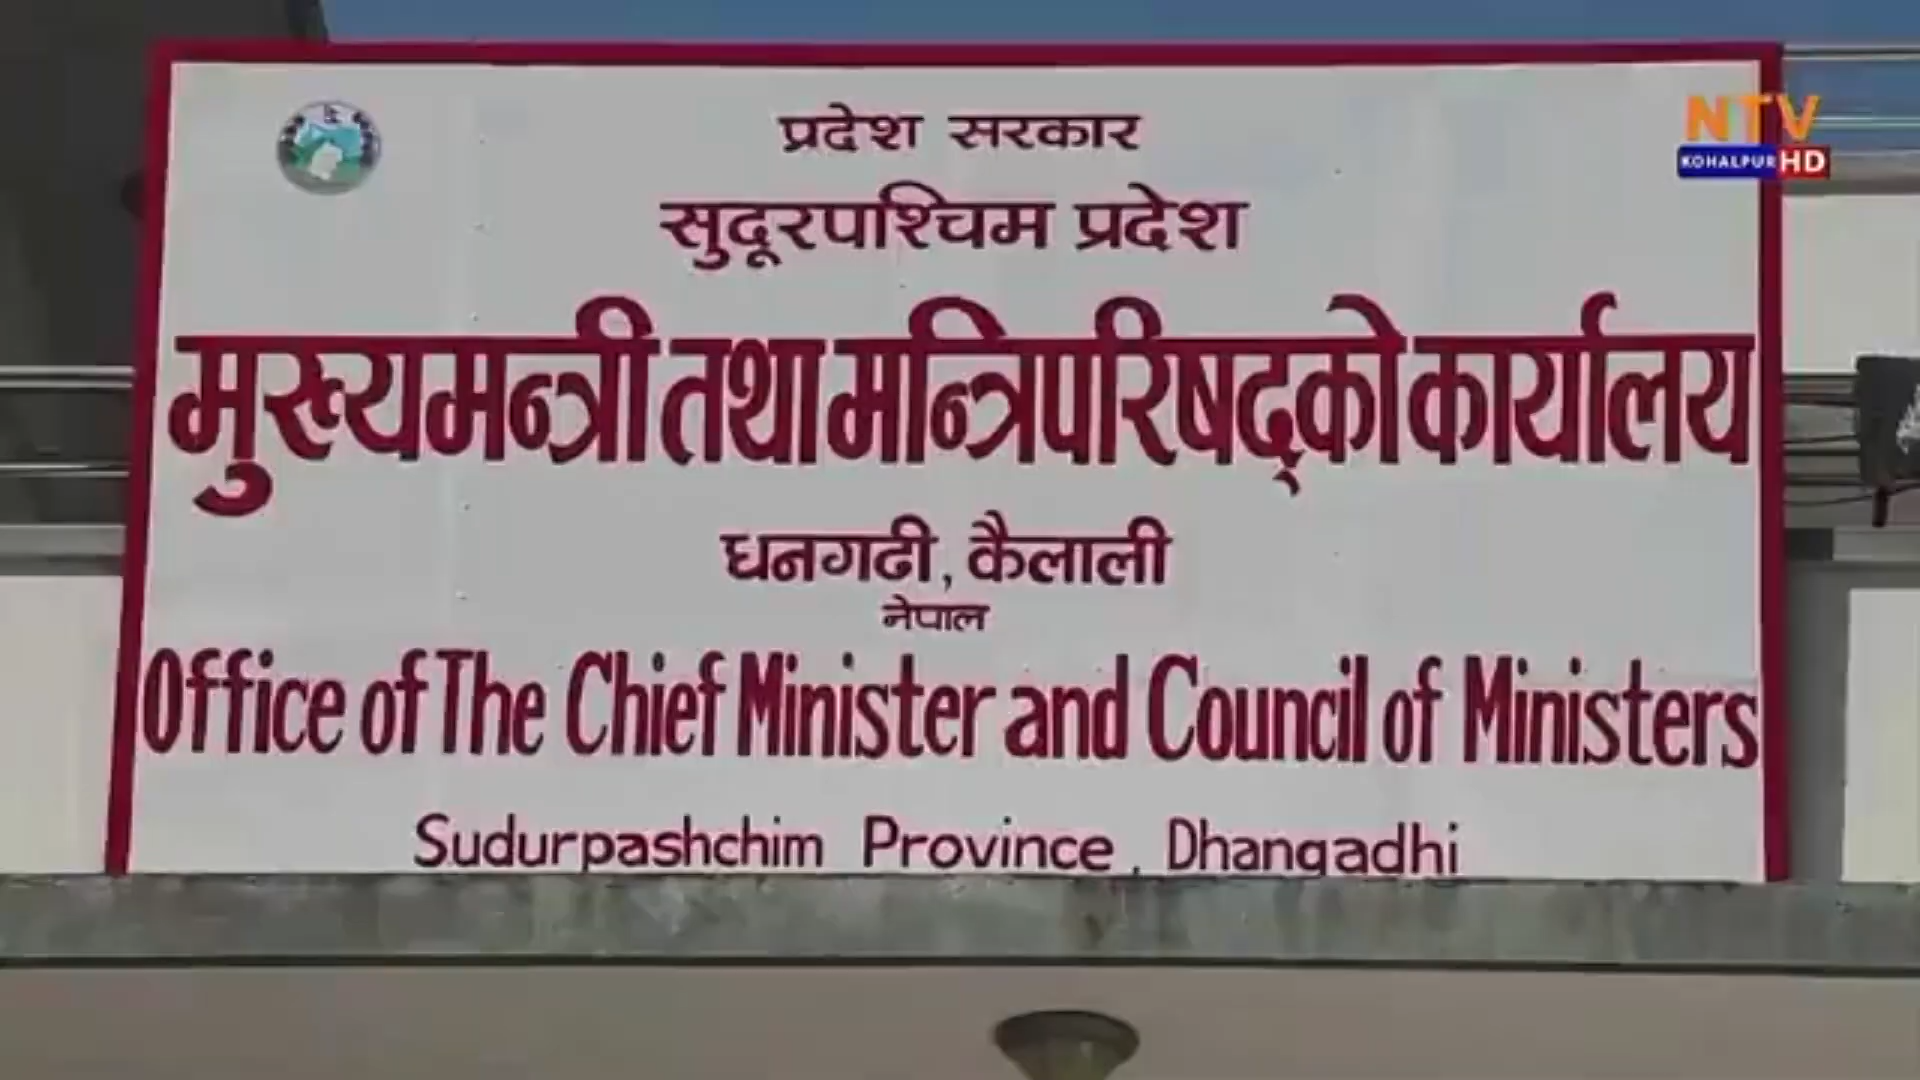 प्रदेश सरकार
NTV
KOHALPUR HD
सुदूरपश्चिम प्रदेश
मुख्यमन्त्री तथा मन्त्रिपरिषद्को कार्यालय
धनगढी, कैलाली
नेपाल
Office of The Chief Minister and Council of Ministers
Sudurpashchim Province, Dhangadhi